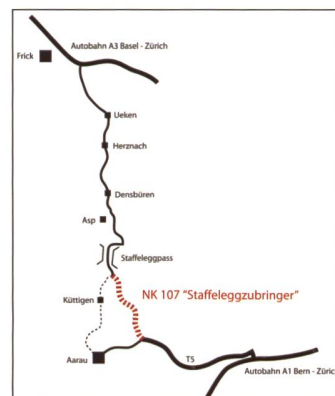 Autobahn A3 Basel - Zürich
Frick
Ueken
Herznach
Densbüren
Asp
Staffeleggpass
NK 107 "Staffeleggzubringer"
Küttigen
Aarau
T5
Autobahn A1 Bern - Zürich